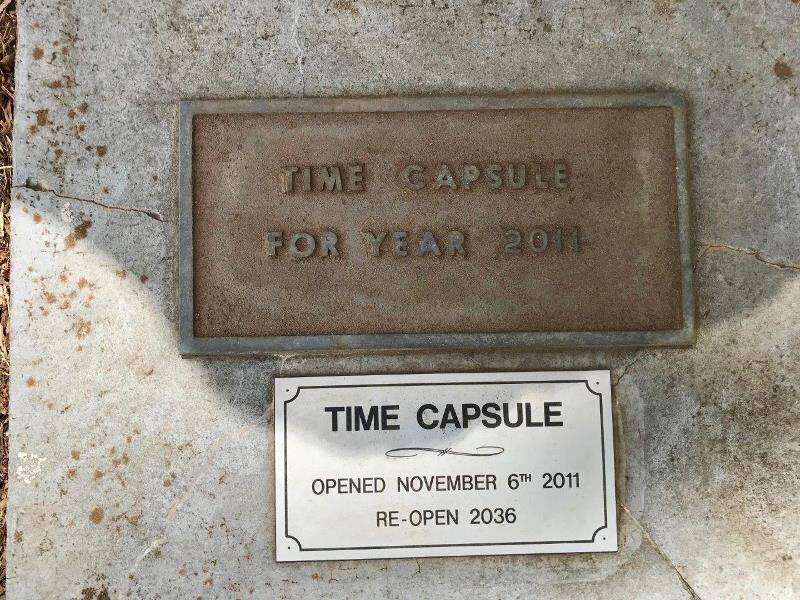 TIME CAPSULE
FOR YEAR 2011
TIME CAPSULE
OPENED NOVEMBER 6TH 2011
RE-OPEN 2036